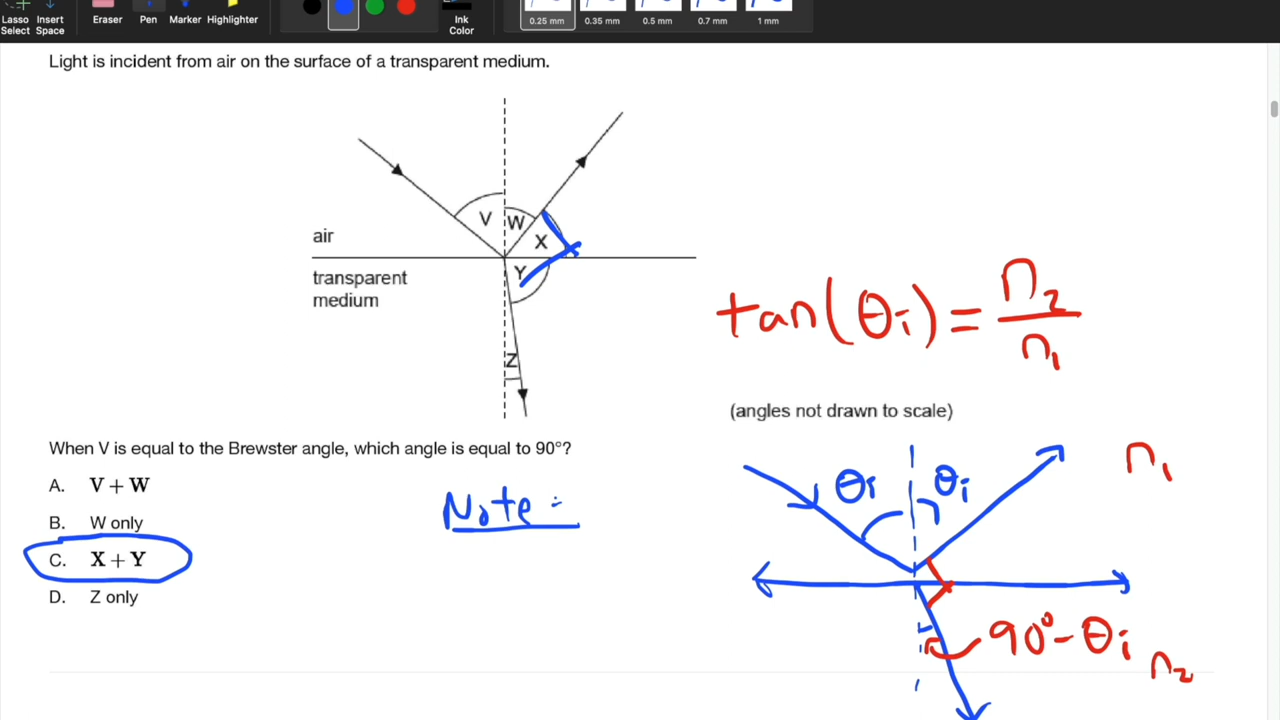 Lasso Select
Insert Space
Eraser
Pen
Marker
Highlighter
Ink Color
0.25 mm
0.35 mm
0.5 mm
0.7 mm
1 mm
Light is incident from air on the surface of a transparent medium.
V
W
X
air
Y
transparent
medium
Z
tan(θi) = n2/n1
(angles not drawn to scale)
When V is equal to the Brewster angle, which angle is equal to 90°?
A. V + W
B. W only
C. X + Y
D. Z only
Note :
θi
θi
n1
90° - θi
n2